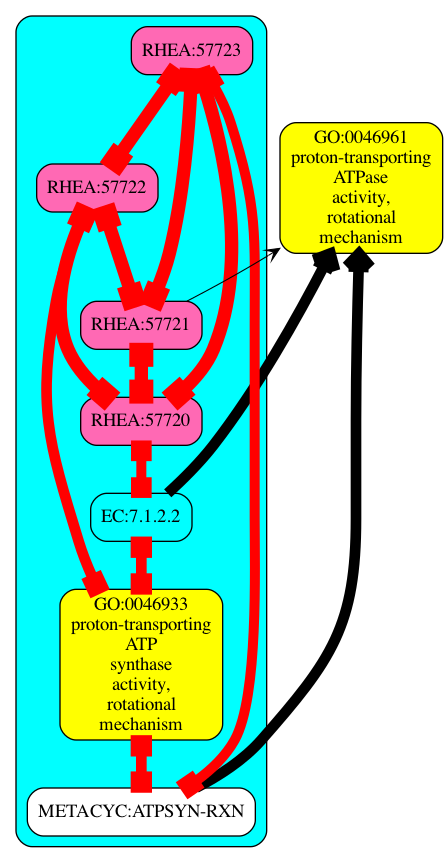 RHEA:57723
GO:0046961
proton-transporting
ATPase
activity,
rotational
mechanism
RHEA:57722
RHEA:57721
RHEA:57720
EC:7.1.2.2
GO:0046933
proton-transporting
ATP
synthase
activity,
rotational
mechanism
METACYC:ATPSYN-RXN